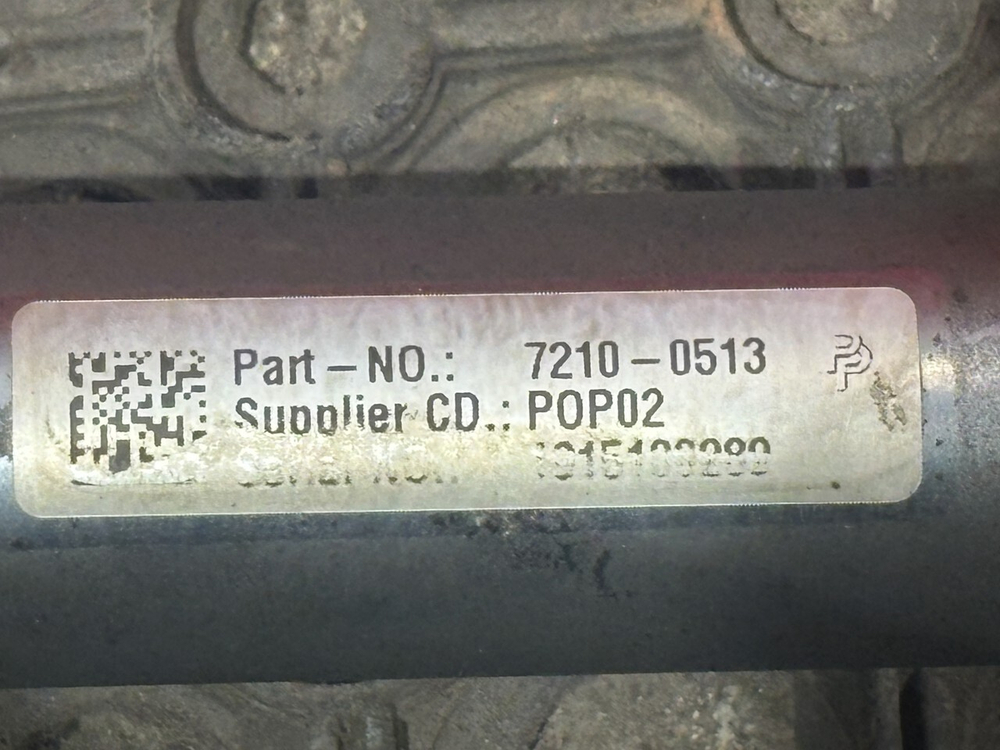 Part – NO.: 7210 – 0513
Supplier CD.: POP02